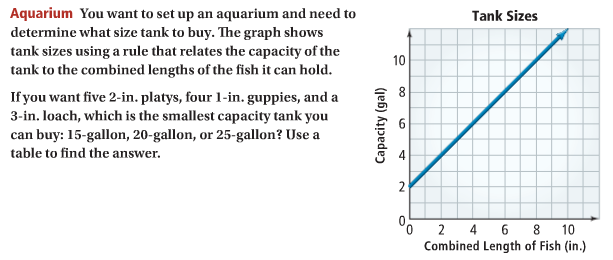 Aquarium You want to set up an aquarium and need to
determine what size tank to buy. The graph shows
tank sizes using a rule that relates the capacity of the
tank to the combined lengths of the fish it can hold.
If you want five 2-in. platys, four 1-in. guppies, and a
3-in. loach, which is the smallest capacity tank you
can buy: 15-gallon, 20-gallon, or 25-gallon? Use a
table to find the answer.
Tank Sizes
Capacity (gal)
10
8
6
4
2
0
0 2 4 6 8 10
Combined Length of Fish (in.)